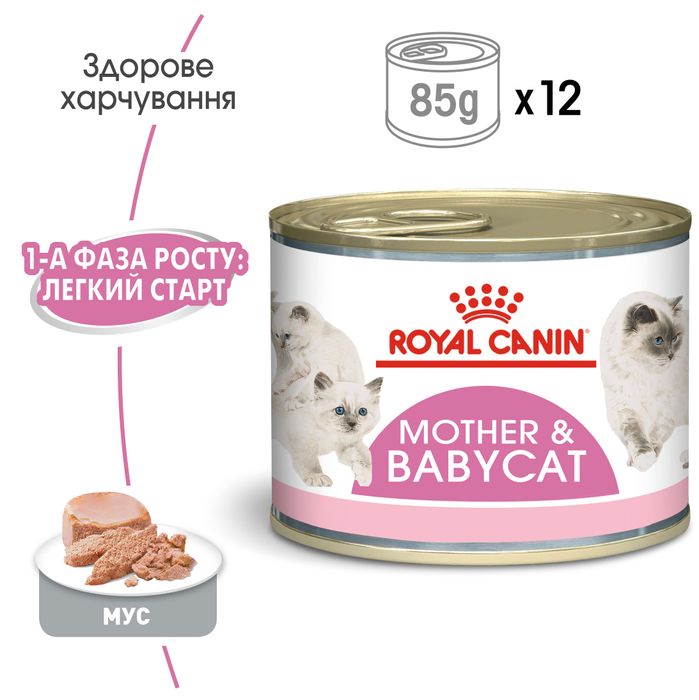 Здорове
харчування
85g x12
1-А ФАЗА РОСТУ:
ЛЕГКИЙ СТАРТ
ROYAL CANIN®
MOTHER &
BABYCAT
МУС